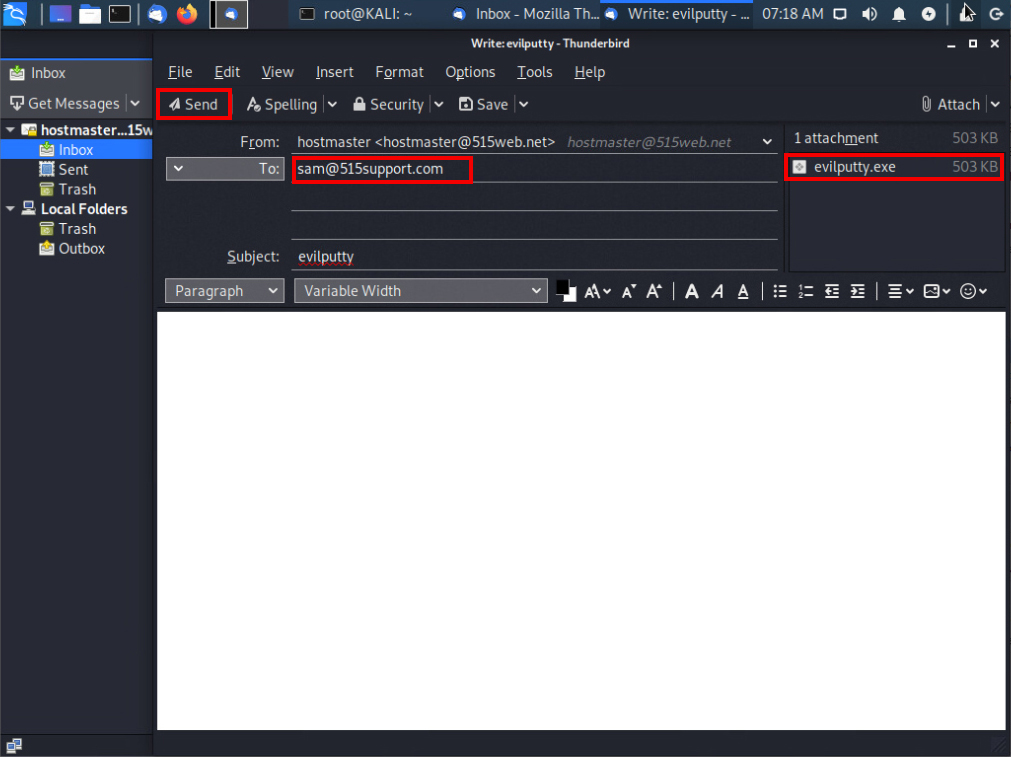 root@KALI: ~
Inbox - Mozilla Th...
Write: evilputty - ...
07:18 AM
Write: evilputty - Thunderbird
Inbox
File Edit View Insert Format Options Tools Help
Get Messages
Send Spelling Security Save Attach
hostmaster...15w
Inbox
Sent
Trash
Local Folders
Trash
Outbox
From: hostmaster <hostmaster@515web.net> hostmaster@515web.net
To: sam@515support.com
Subject: evilputty
1 attachment 503 KB
evilputty.exe 503 KB
Paragraph Variable Width